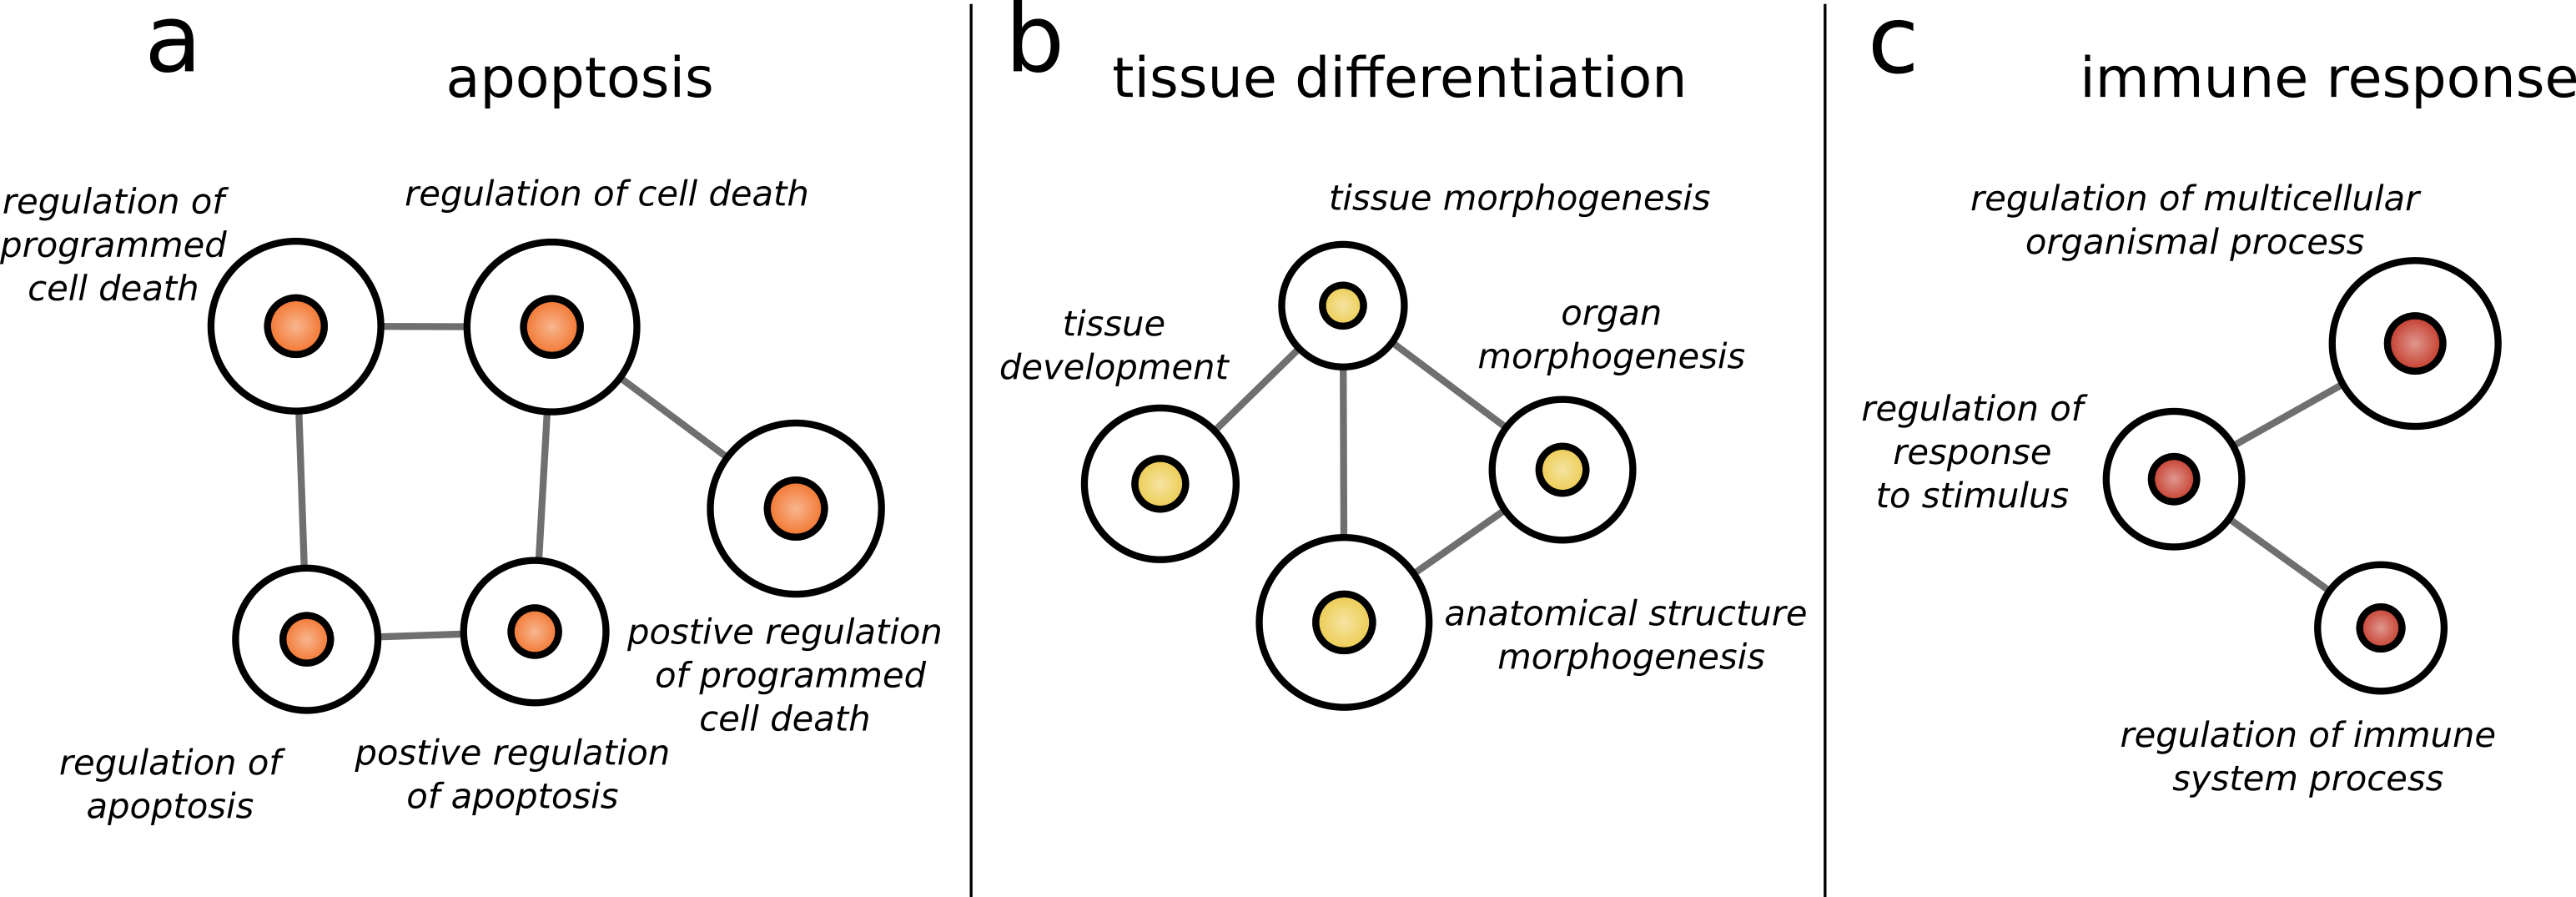 a
apoptosis
regulation of
programmed
cell death
regulation of cell death
postive regulation
of programmed
cell death
regulation of
apoptosis
postive regulation
of apoptosis
b
tissue differentiation
tissue morphogenesis
tissue
development
organ
morphogenesis
anatomical structure
morphogenesis
c
immune response
regulation of multicellular
organismal process
regulation of
response
to stimulus
regulation of immune
system process